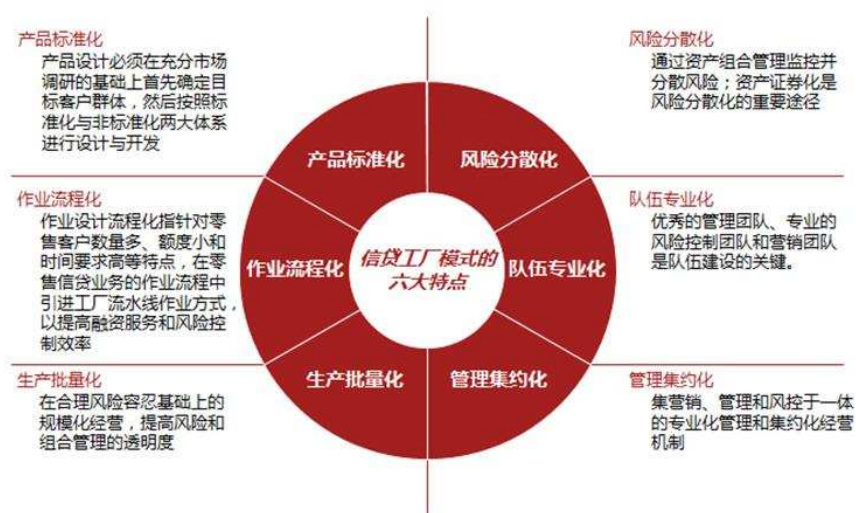 产品标准化
产品设计必须在充分市场
调研的基础上首先确定目
标客户群体，然后按照标
准化与非标准化两大体系
进行设计与开发
作业流程化
作业设计流程化指针对零
售客户数量多、额度小和
时间要求高等特点，在零
售信贷业务的作业流程中
引进工厂流水线作业方式，
以提高融资服务和风险控
制效率
生产批量化
在合理风险容忍基础上的
规模化经营，提高风险和
组合管理的透明度
产品标准化
风险分散化
作业流程化
信贷工厂模式的
六大特点
队伍专业化
生产批量化
管理集约化
风险分散化
通过资产组合管理监控并
分散风险；资产证券化是
风险分散化的重要途径
队伍专业化
优秀的管理团队、专业的
风险控制团队和营销团队
是队伍建设的关键。
管理集约化
集营销、管理和风控于一体
的专业化管理和集约化经营
机制